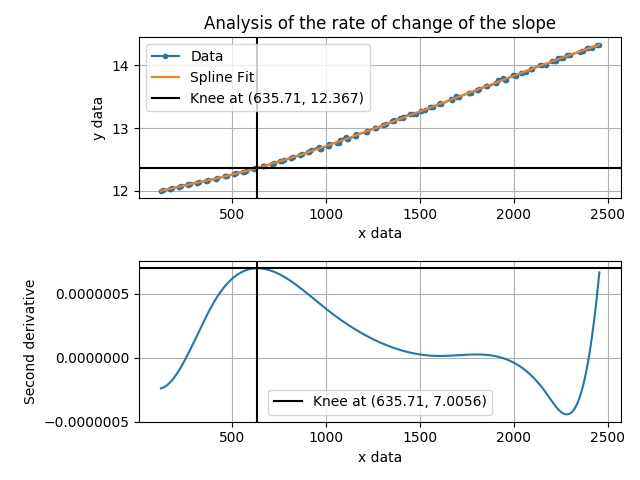 Analysis of the rate of change of the slope
Data
Spline Fit
Knee at (635.71, 12.367)
y data
14
13
12
500 1000 1500 2000 2500
x data
Second derivative
0.0000005
0.0000000
−0.0000005
Knee at (635.71, 7.0056)
500 1000 1500 2000 2500
x data